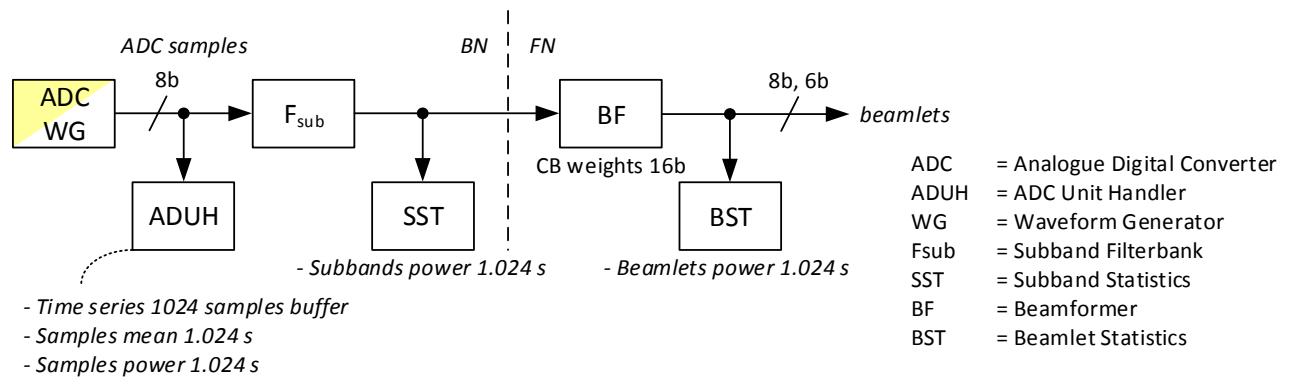 ADC samples
BN
FN
8b
8b, 6b
ADC
WG
Fsub
BF
beamlets
CB weights 16b
ADUH
SST
BST
- Subbands power 1.024 s
- Beamlets power 1.024 s
- Time series 1024 samples buffer
- Samples mean 1.024 s
- Samples power 1.024 s
ADC = Analogue Digital Converter
ADUH = ADC Unit Handler
WG = Waveform Generator
Fsub = Subband Filterbank
SST = Subband Statistics
BF = Beamformer
BST = Beamlet Statistics